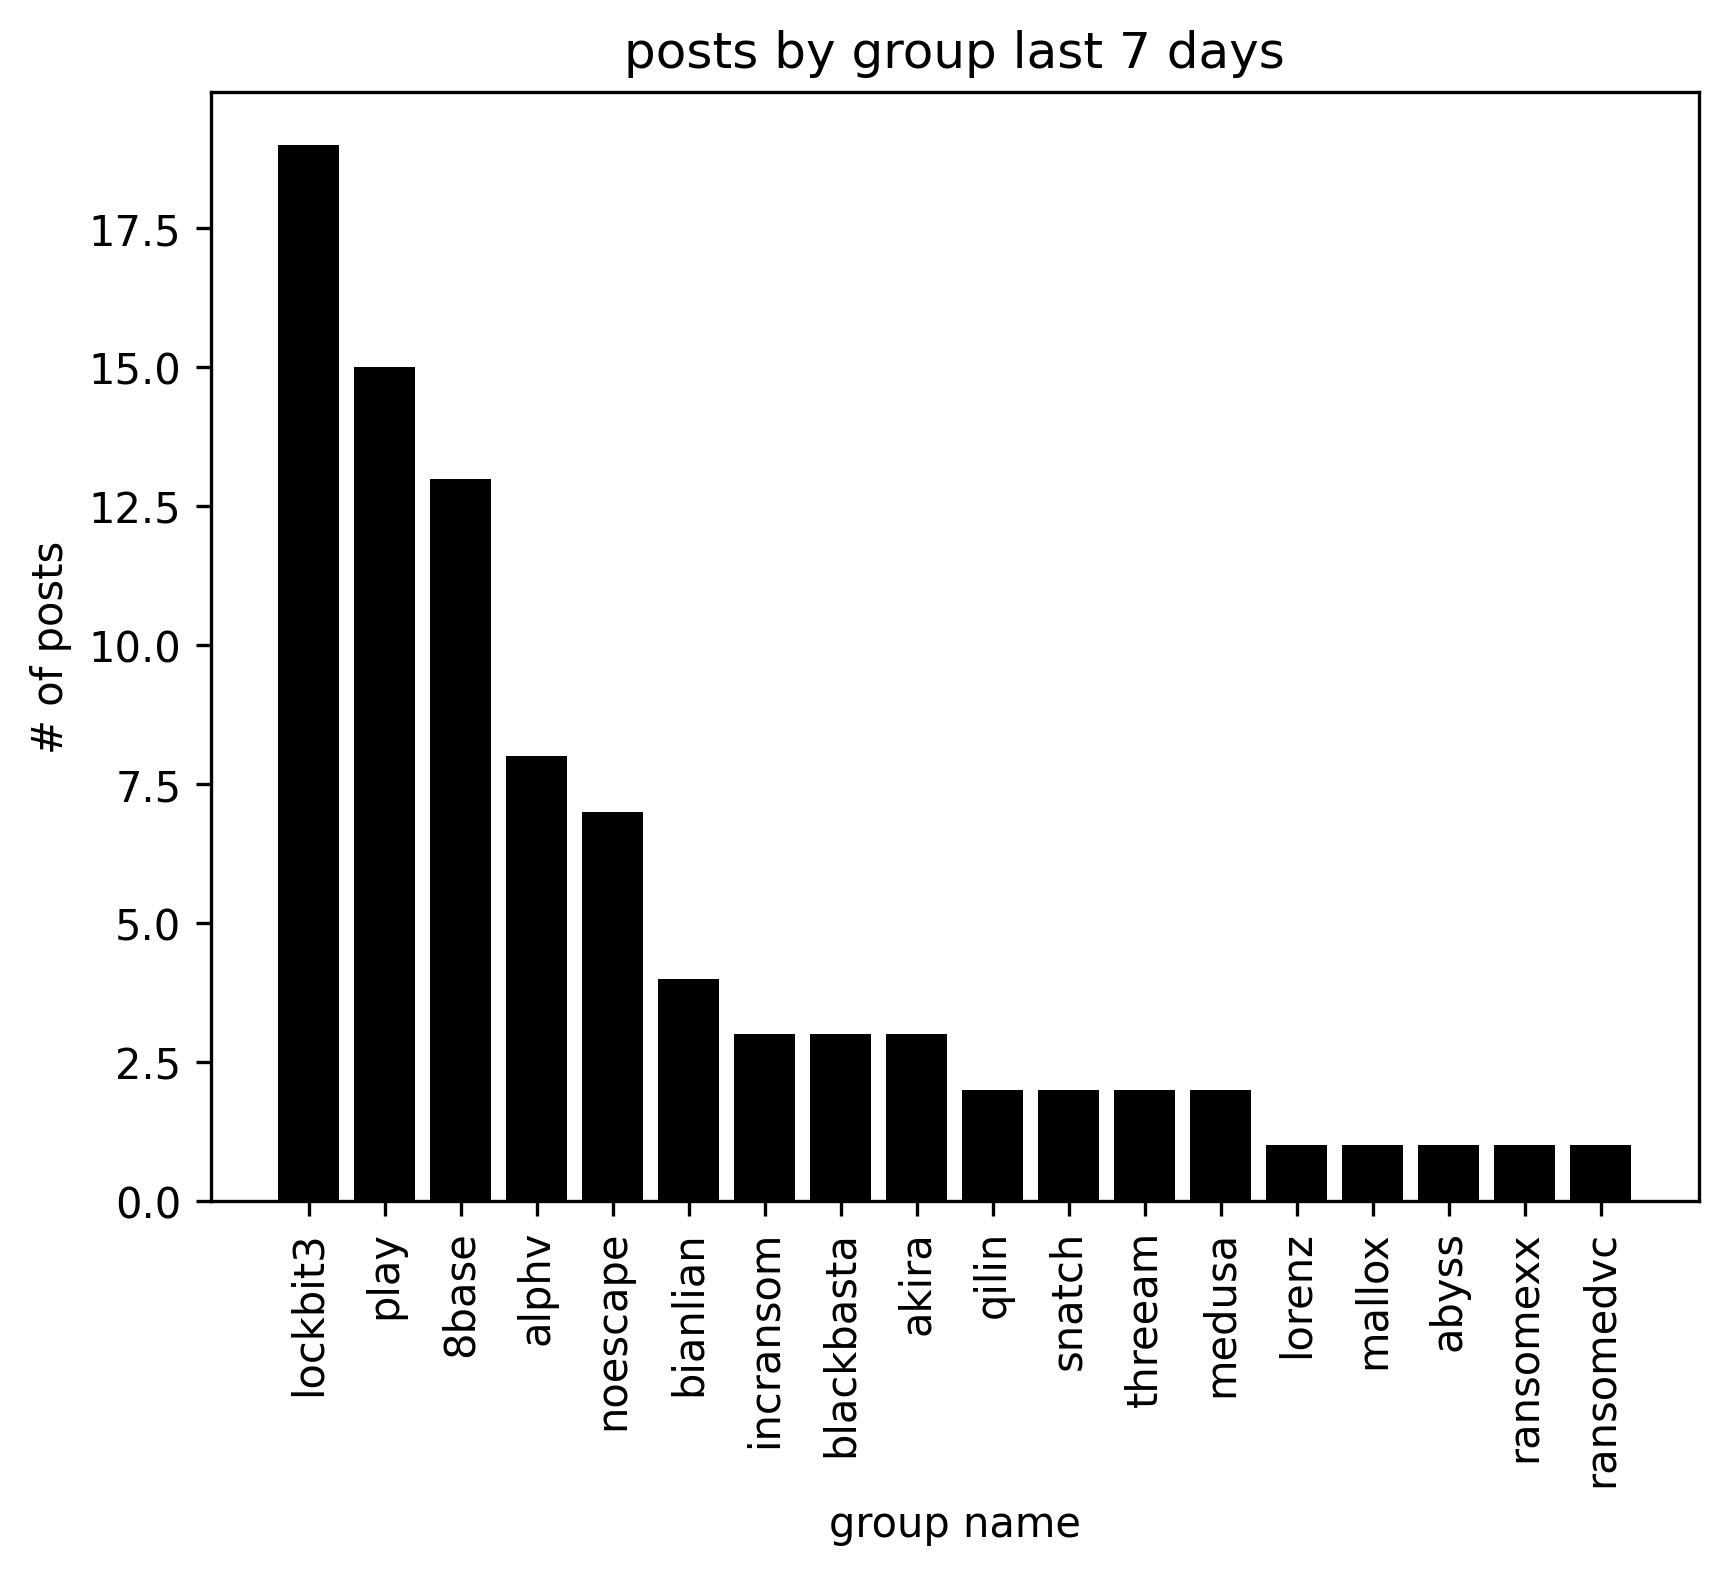 posts by group last 7 days
# of posts
17.5
15.0
12.5
10.0
7.5
5.0
2.5
0.0
lockbit3
play
8base
alphv
noescape
bianlian
incransom
blackbasta
akira
qilin
snatch
threeam
medusa
lorenz
mallox
abyss
ransomexx
ransomedvc
group name